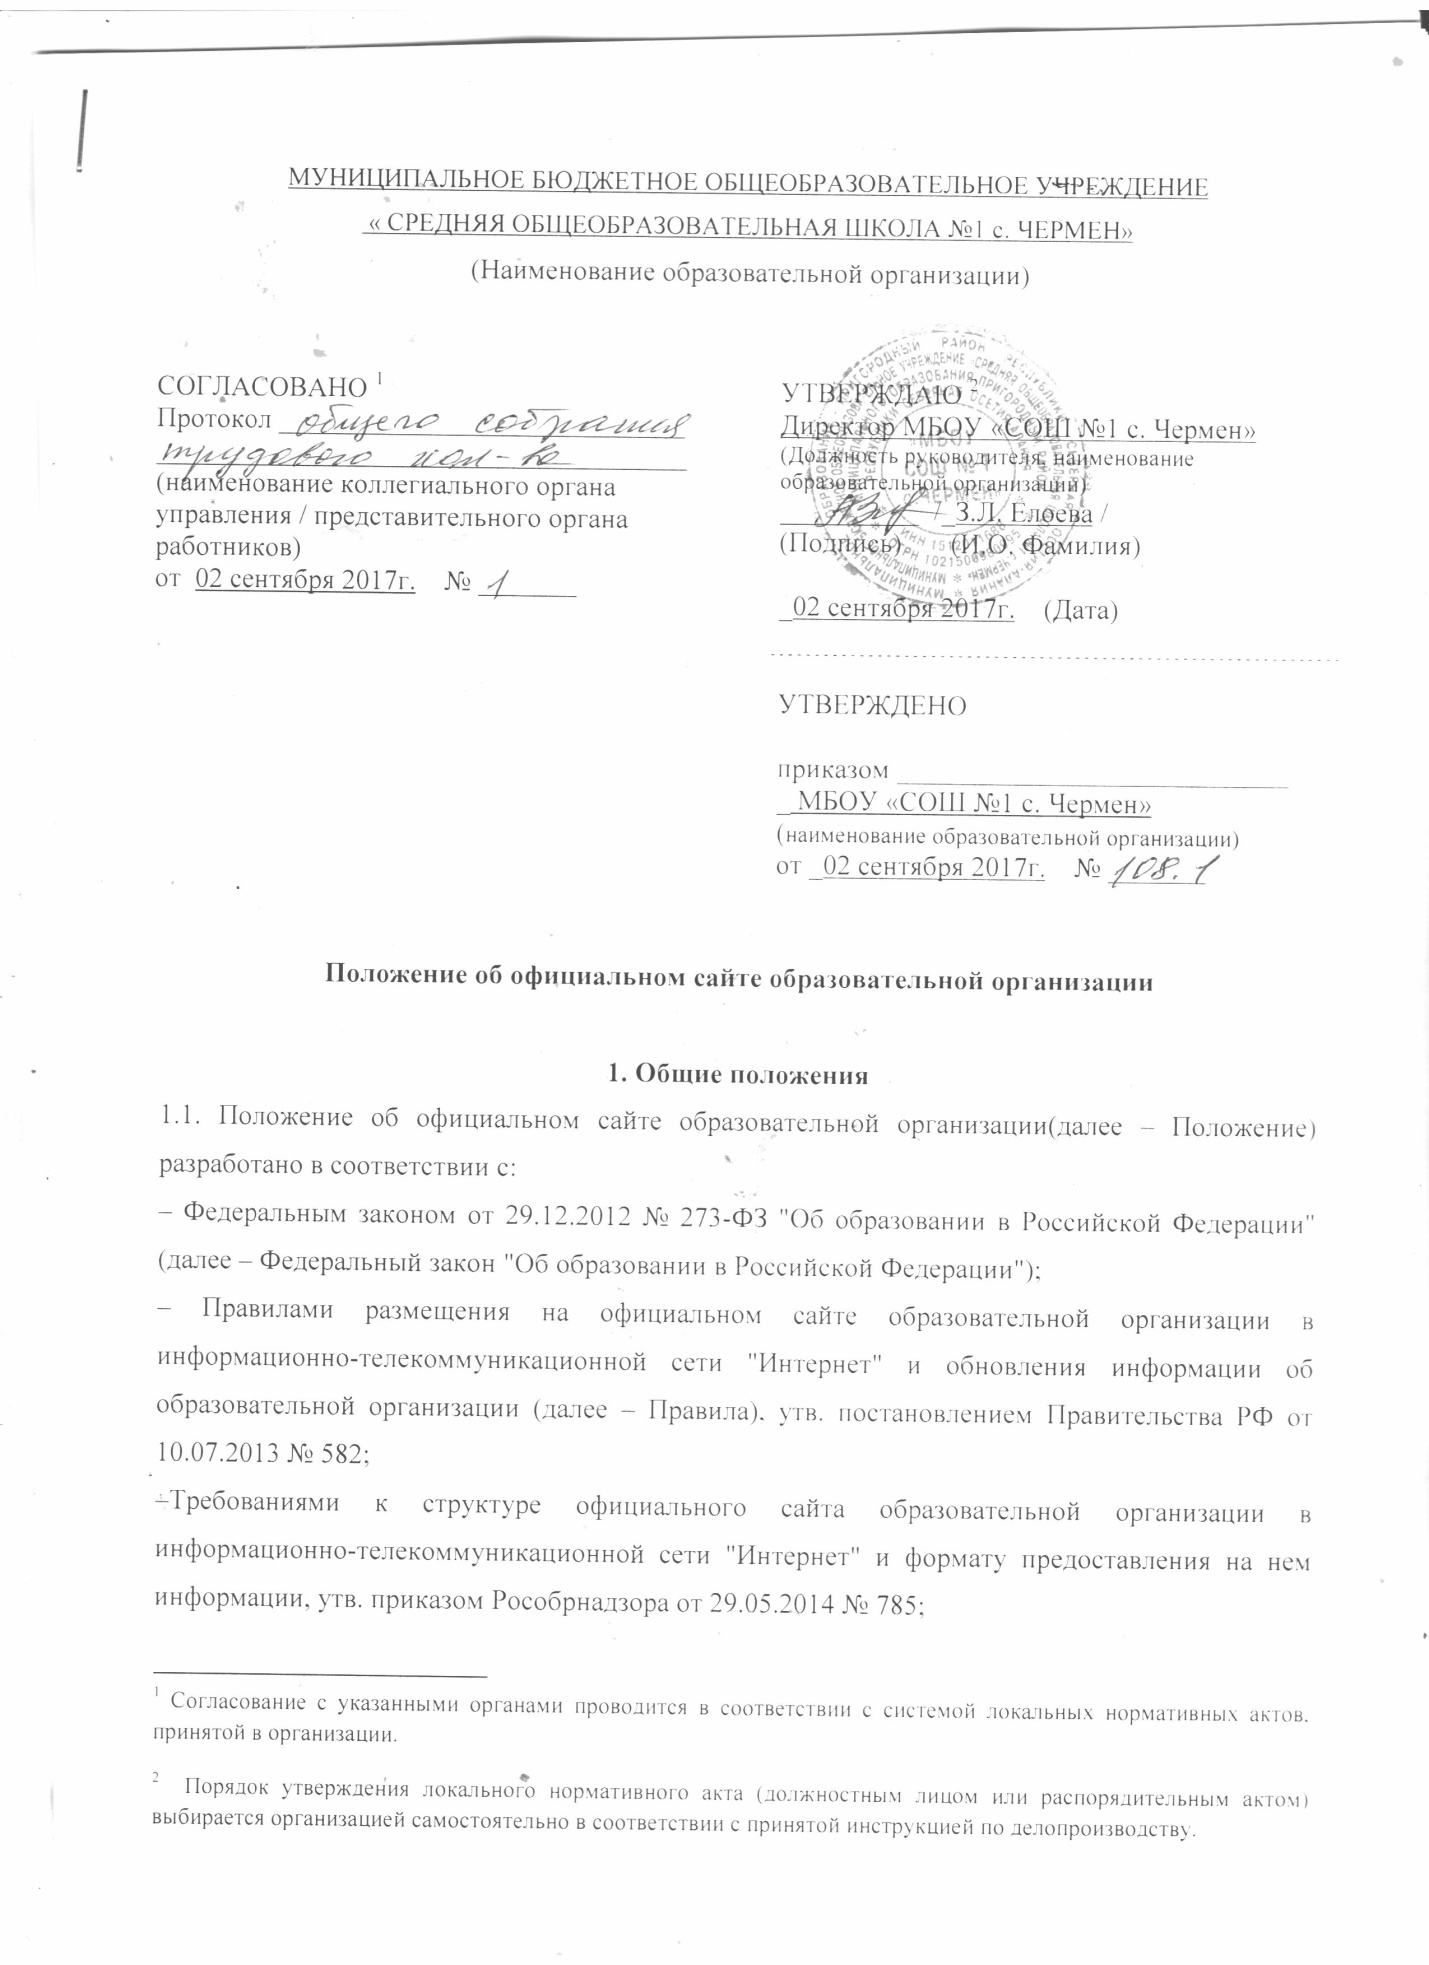 МУНИЦИПАЛЬНОЕ БЮДЖЕТНОЕ ОБЩЕОБРАЗОВАТЕЛЬНОЕ УЧРЕЖДЕНИЕ
« СРЕДНЯЯ ОБЩЕОБРАЗОВАТЕЛЬНАЯ ШКОЛА №1 с. ЧЕРМЕН»
(Наименование образовательной организации)
СОГЛАСОВАНО 1
Протокол общего собрания
трудового кол-ва
(наименование коллегиального органа
управления / представительного органа
работников)
от 02 сентября 2017г. № 1
УТВЕРЖДАЮ 2
Директор МБОУ «СОШ №1 с. Чермен»
(Должность руководителя, наименование
образовательной организации)
/ З.Л. Елоева /
(Подпись) (И.О. Фамилия)
_02 сентября 2017г. (Дата)
УТВЕРЖДЕНО
приказом
_ МБОУ «СОШ №1 с. Чермен»
(наименование образовательной организации)
от _02 сентября 2017г. № 108.1
Положение об официальном сайте образовательной организации
1. Общие положения
1.1. Положение об официальном сайте образовательной организации(далее – Положение)
разработано в соответствии с:
– Федеральным законом от 29.12.2012 № 273-ФЗ "Об образовании в Российской Федерации"
(далее – Федеральный закон "Об образовании в Российской Федерации");
– Правилами размещения на официальном сайте образовательной организации в
информационно-телекоммуникационной сети "Интернет" и обновления информации об
образовательной организации (далее – Правила), утв. постановлением Правительства РФ от
10.07.2013 № 582;
–Требованиями к структуре официального сайта образовательной организации в
информационно-телекоммуникационной сети "Интернет" и формату предоставления на нем
информации, утв. приказом Рособрнадзора от 29.05.2014 № 785;
1 Согласование с указанными органами проводится в соответствии с системой локальных нормативных актов,
принятой в организации.
2 Порядок утверждения локального нормативного акта (должностным лицом или распорядительным актом)
выбирается организацией самостоятельно в соответствии с принятой инструкцией по делопроизводству.